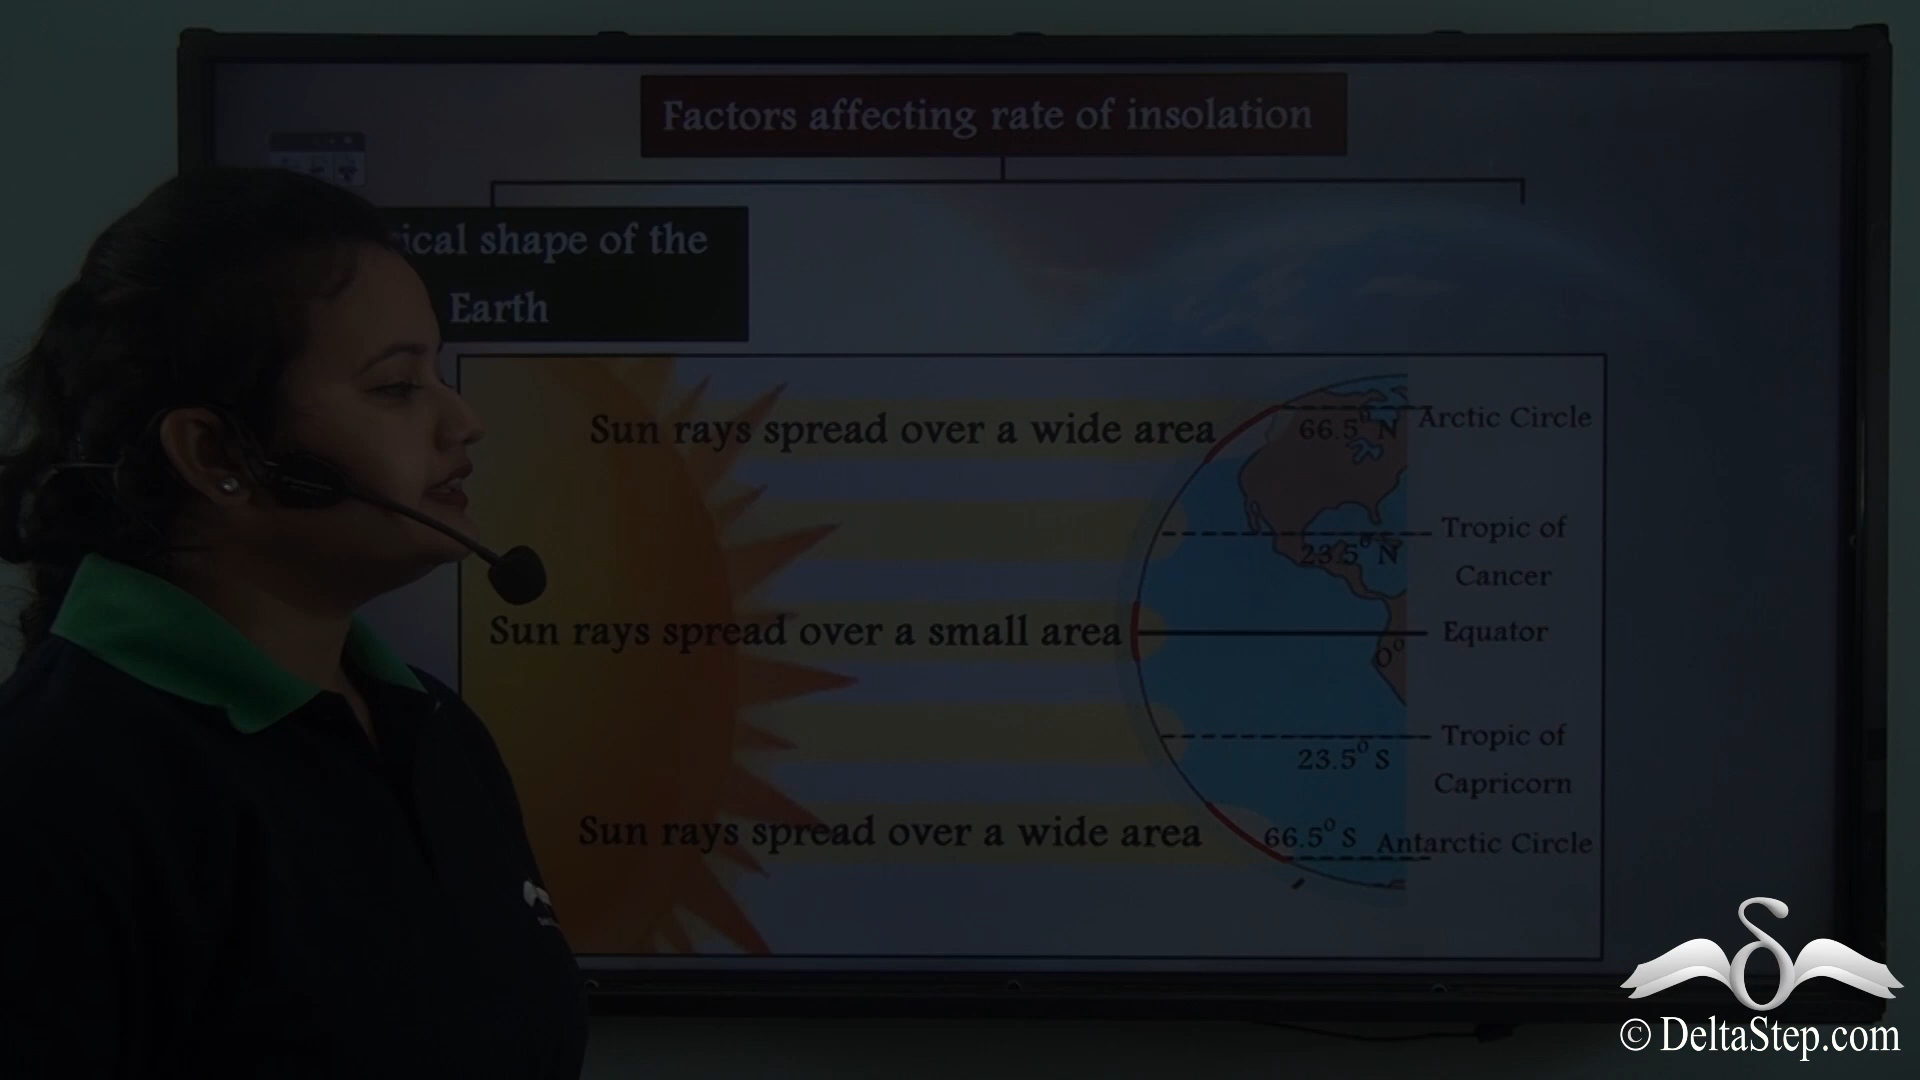 Factors affecting rate of insolation
ical shape of the
Earth
Sun rays spread over a wide area
66.5° N
Arctic Circle
23.5° N
Tropic of
Cancer
Sun rays spread over a small area
Equator
0°
23.5° S
Tropic of
Capricorn
Sun rays spread over a wide area
66.5° S
Antarctic Circle
© DeltaStep.com